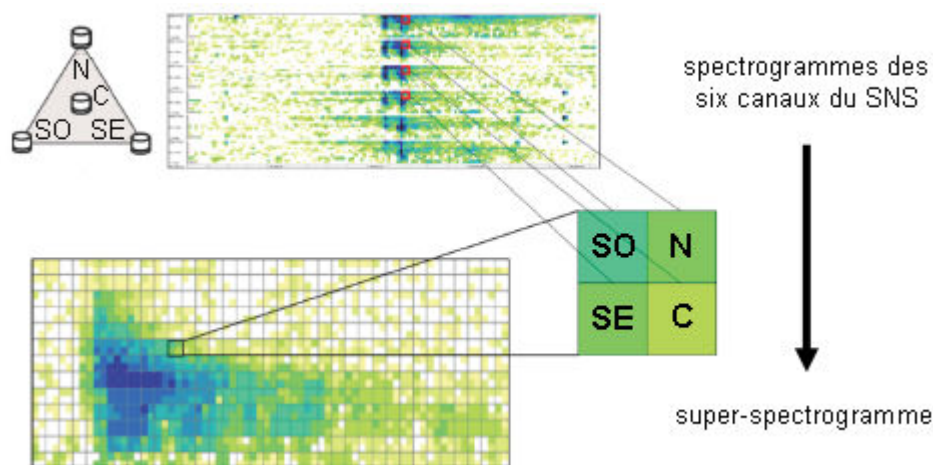 N
C
SO SE
spectrogrammes des
six canaux du SNS
SO N
SE C
super-spectrogramme